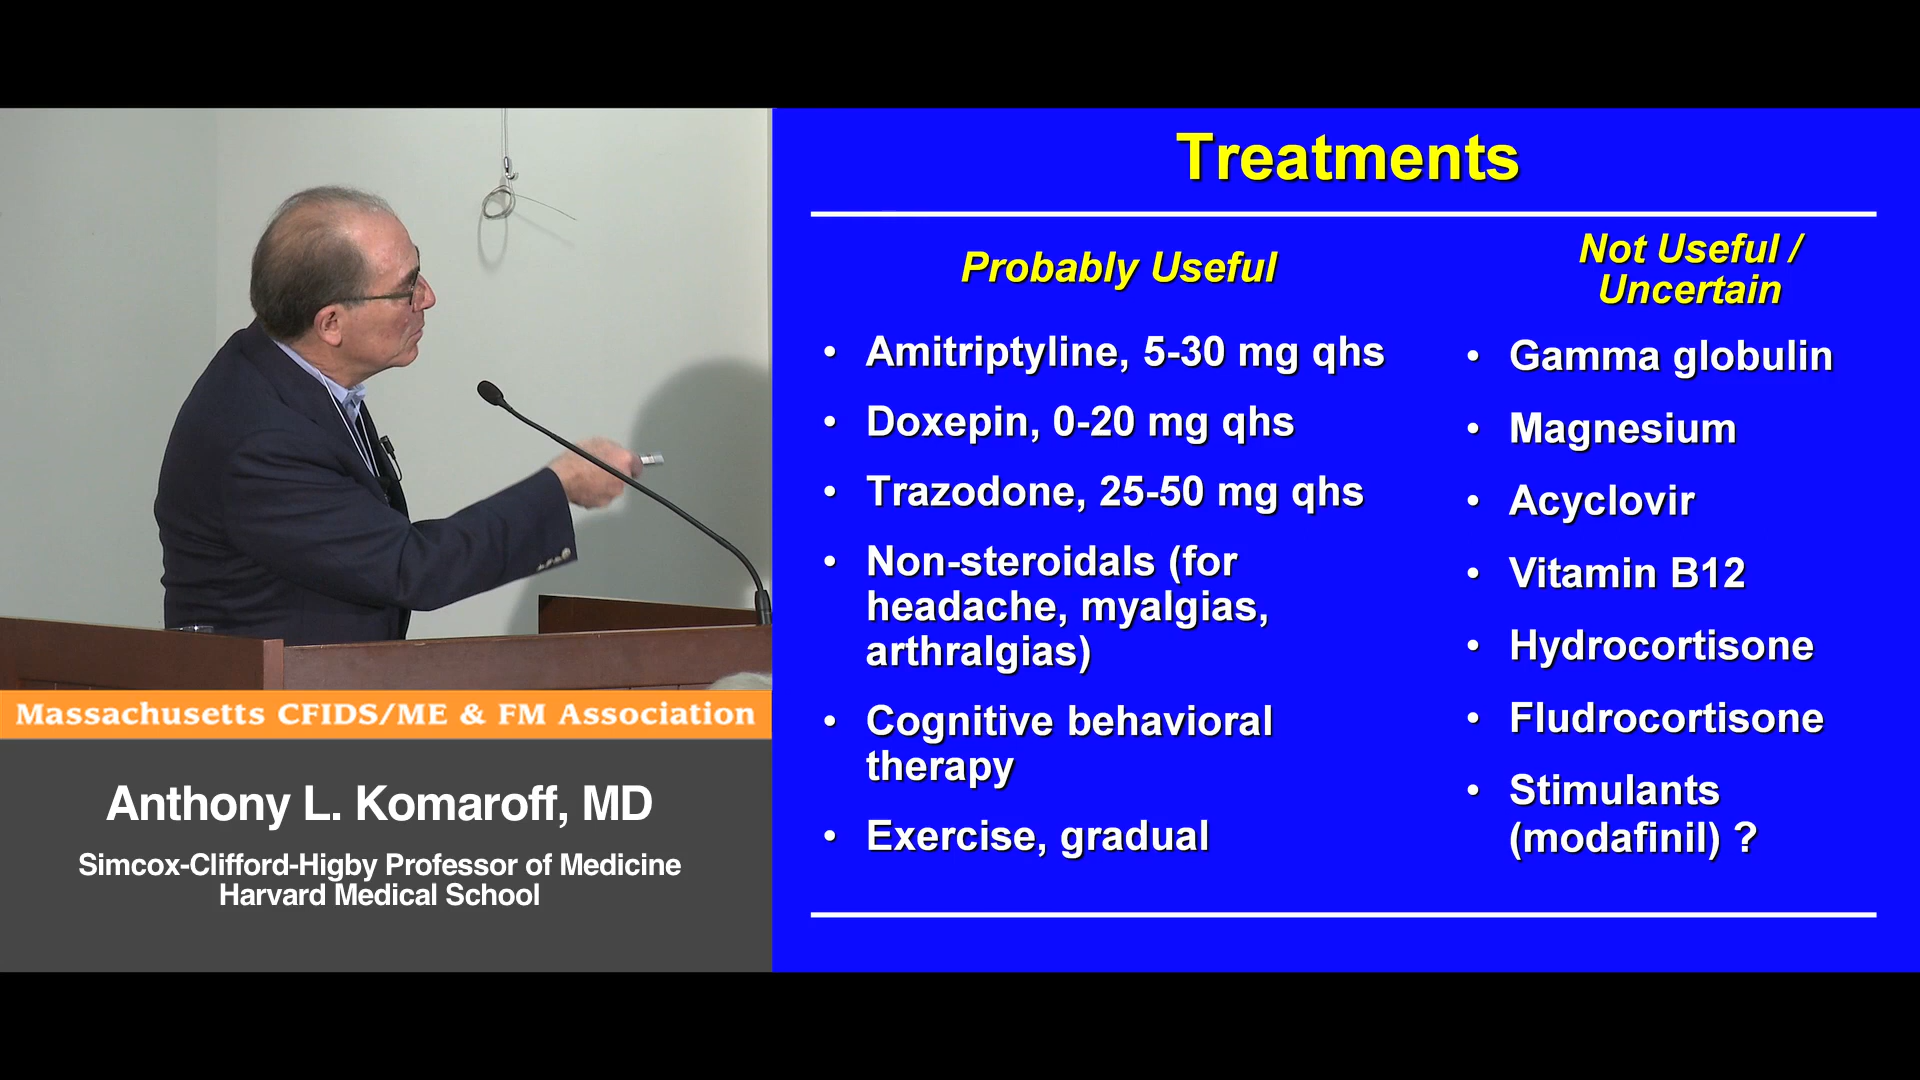 Treatments
Probably Useful
• Amitriptyline, 5-30 mg qhs
• Doxepin, 0-20 mg qhs
• Trazodone, 25-50 mg qhs
• Non-steroidals (for
headache, myalgias,
arthralgias)
• Cognitive behavioral
therapy
• Exercise, gradual
Not Useful /
Uncertain
• Gamma globulin
• Magnesium
• Acyclovir
• Vitamin B12
• Hydrocortisone
• Fludrocortisone
• Stimulants
(modafinil) ?
Massachusetts CFIDS/ME & FM Association
Anthony L. Komaroff, MD
Simcox-Clifford-Higby Professor of Medicine
Harvard Medical School